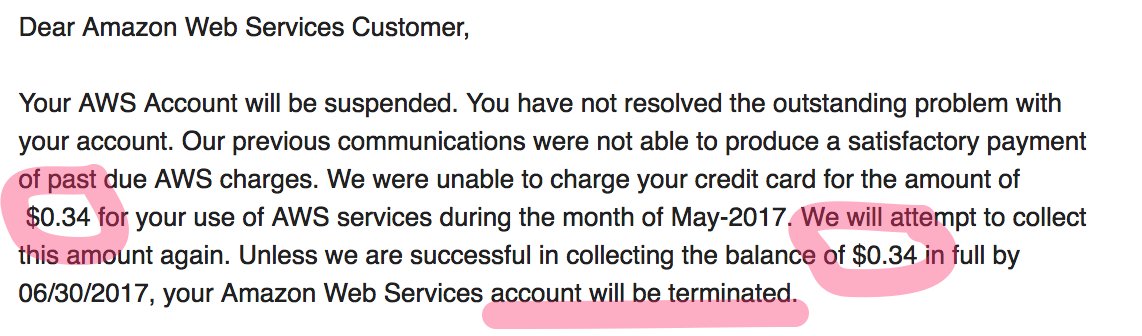 Dear Amazon Web Services Customer,
Your AWS Account will be suspended. You have not resolved the outstanding problem with
your account. Our previous communications were not able to produce a satisfactory payment
of past due AWS charges. We were unable to charge your credit card for the amount of
$0.34 for your use of AWS services during the month of May-2017. We will attempt to collect
this amount again. Unless we are successful in collecting the balance of $0.34 in full by
06/30/2017, your Amazon Web Services account will be terminated.